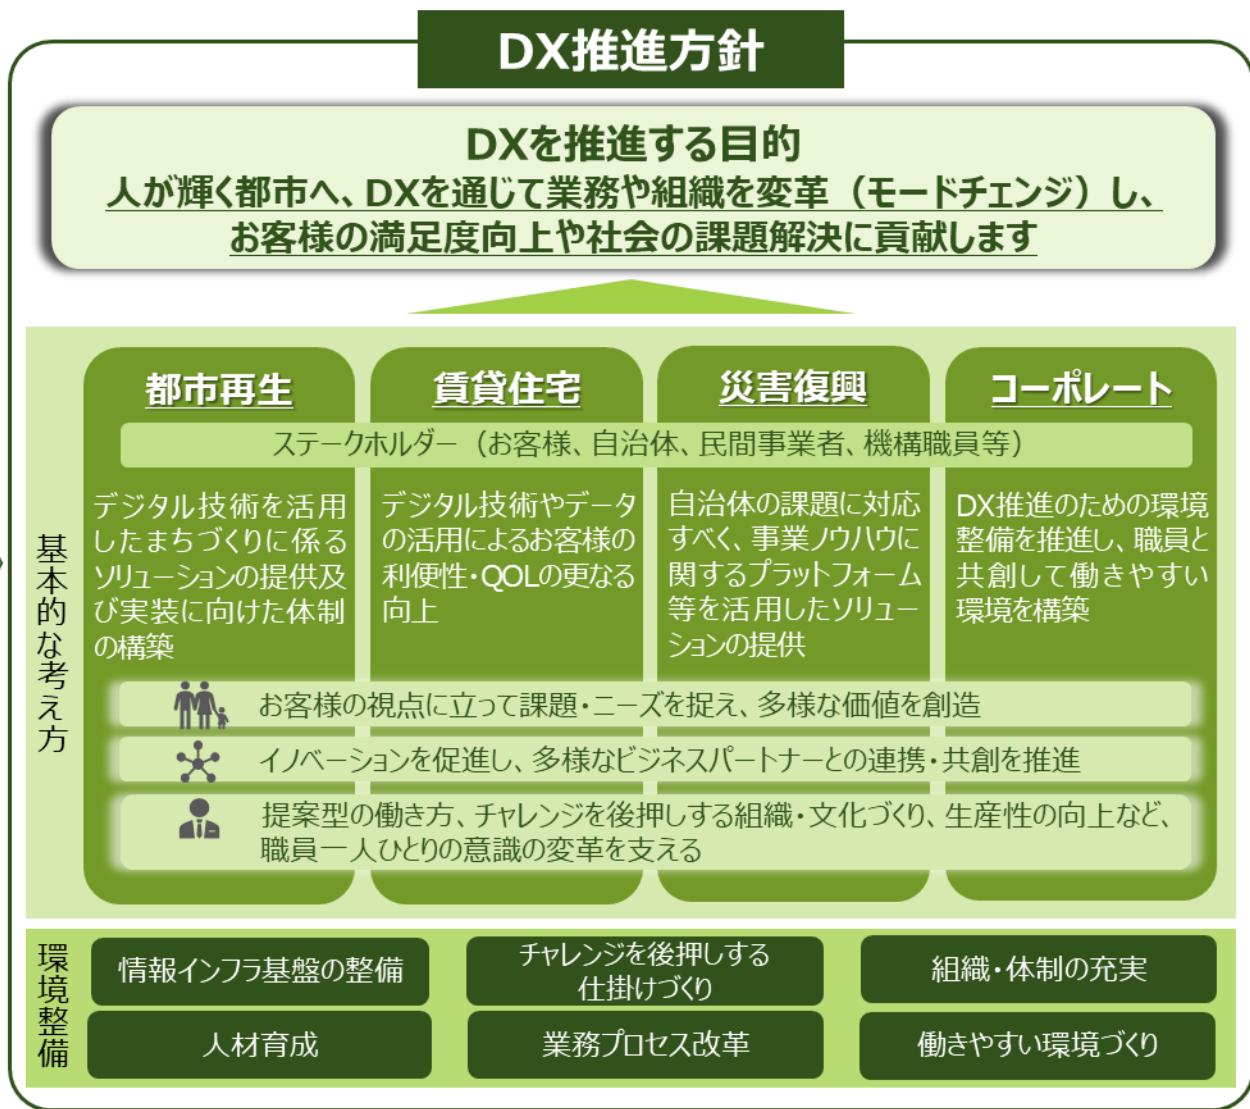 DX推進方針
DXを推進する目的
人が輝く都市へ、DXを通じて業務や組織を変革（モードチェンジ）し、
お客様の満足度向上や社会の課題解決に貢献します
基本的な考え方
都市再生
賃貸住宅
災害復興
コーポレート
ステークホルダー（お客様、自治体、民間事業者、機構職員等）
デジタル技術を活用
したまちづくりに係る
ソリューションの提供及
び実装に向けた体制
の構築
デジタル技術やデータ
の活用によるお客様の
利便性・QOLの更なる
向上
自治体の課題に対応
すべく、事業ノウハウに
関するプラットフォーム
等を活用したソリュー
ションの提供
DX推進のための環境
整備を推進し、職員と
共創して働きやすい
環境を構築
お客様の視点に立って課題・ニーズを捉え、多様な価値を創造
イノベーションを促進し、多様なビジネスパートナーとの連携・共創を推進
提案型の働き方、チャレンジを後押しする組織・文化づくり、生産性の向上など、
職員一人ひとりの意識の変革を支える
環境整備
情報インフラ基盤の整備
チャレンジを後押しする
仕掛けづくり
組織・体制の充実
人材育成
業務プロセス改革
働きやすい環境づくり